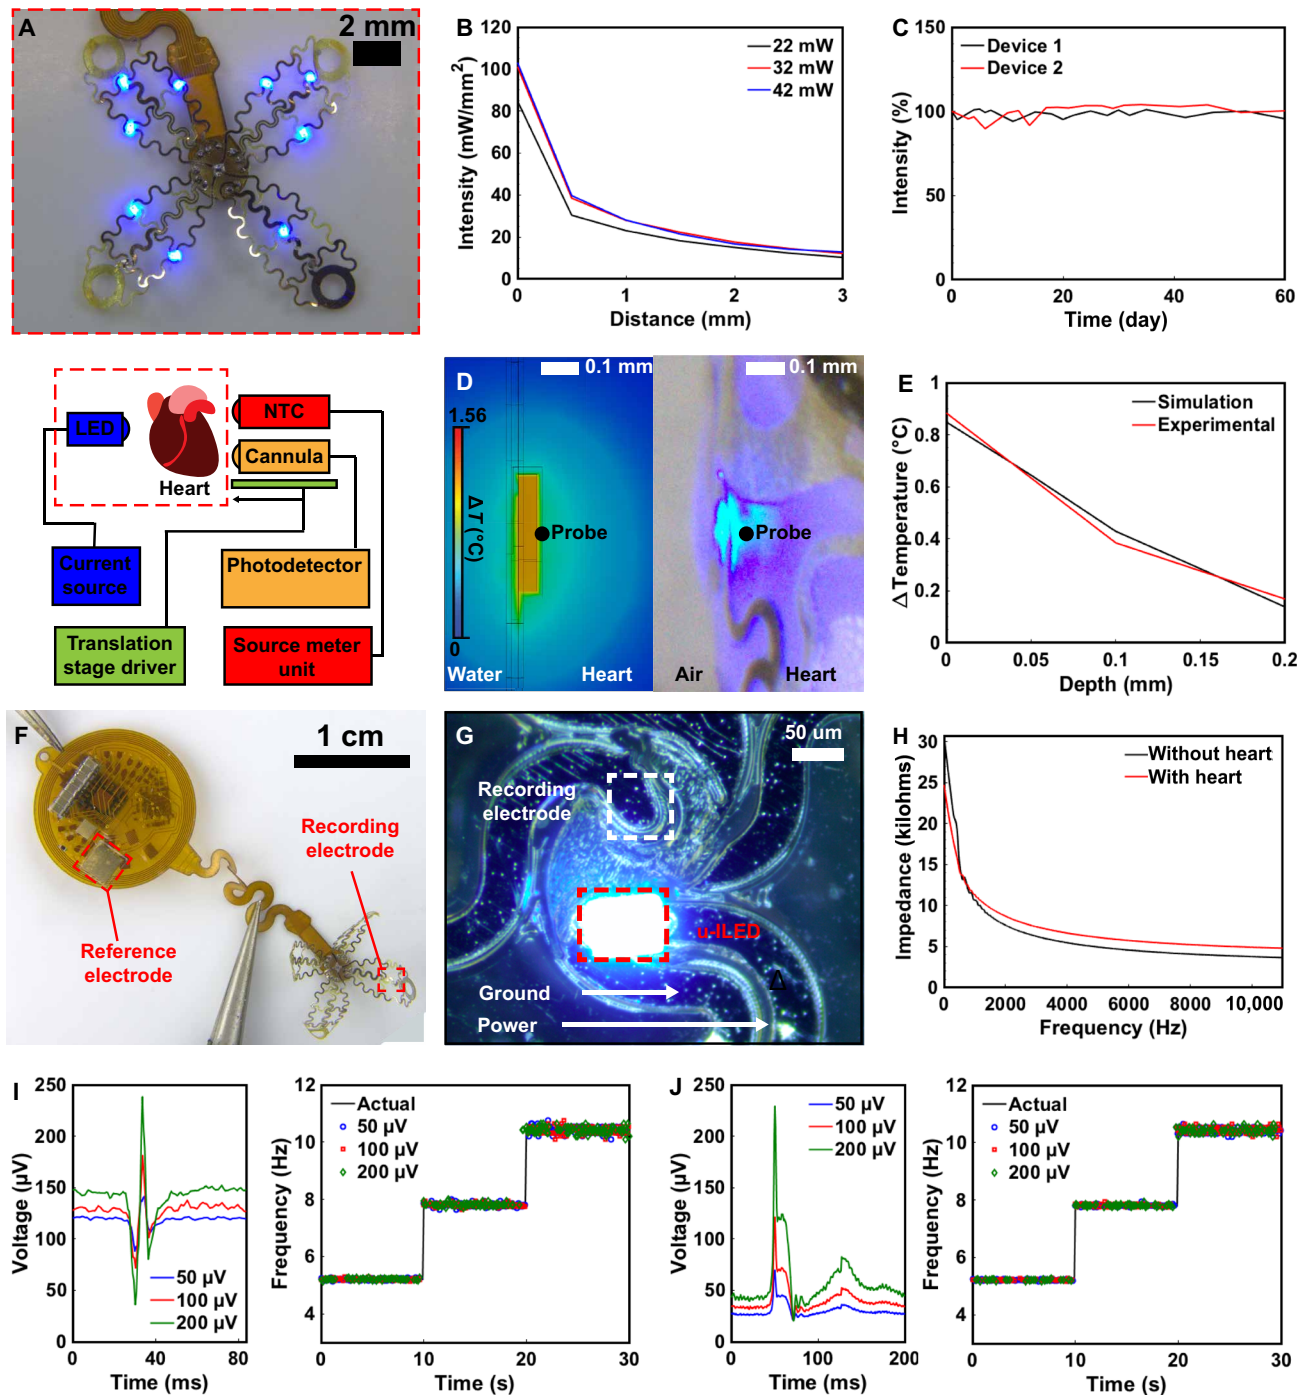 A
2 mm
B
Intensity (mW/mm²)
120
100
80
60
40
20
0
22 mW
32 mW
42 mW
0
1
2
3
Distance (mm)
C
Intensity (%)
150
100
50
0
Device 1
Device 2
0
20
40
60
Time (day)
LED
Heart
NTC
Cannula
Current
source
Photodetector
Translation
stage driver
Source meter
unit
D
0.1 mm
0.1 mm
1.56
Δ T (°C)
0
Probe
Probe
Water
Heart
Air
Heart
E
Δ Temperature (°C)
1
0.8
0.6
0.4
0.2
0
Simulation
Experimental
0
0.05
0.1
0.15
0.2
Depth (mm)
F
1 cm
Recording
electrode
Reference
electrode
G
50 um
Recording
electrode
u-ILED
Δ
Ground
Power
H
Impedance (kilohms)
30
25
20
15
10
5
0
Without heart
With heart
2000
4000
6000
8000
10,000
Frequency (Hz)
I
Voltage (µV)
250
200
150
100
50
0
50 µV
100 µV
200 µV
0
40
80
Time (ms)
Frequency (Hz)
12
10
8
6
4
Actual
50 µV
100 µV
200 µV
0
10
20
30
Time (s)
J
Voltage (µV)
250
200
150
100
50
0
50 µV
100 µV
200 µV
0
100
200
Time (ms)
Frequency (Hz)
12
10
8
6
4
Actual
50 µV
100 µV
200 µV
0
10
20
30
Time (s)